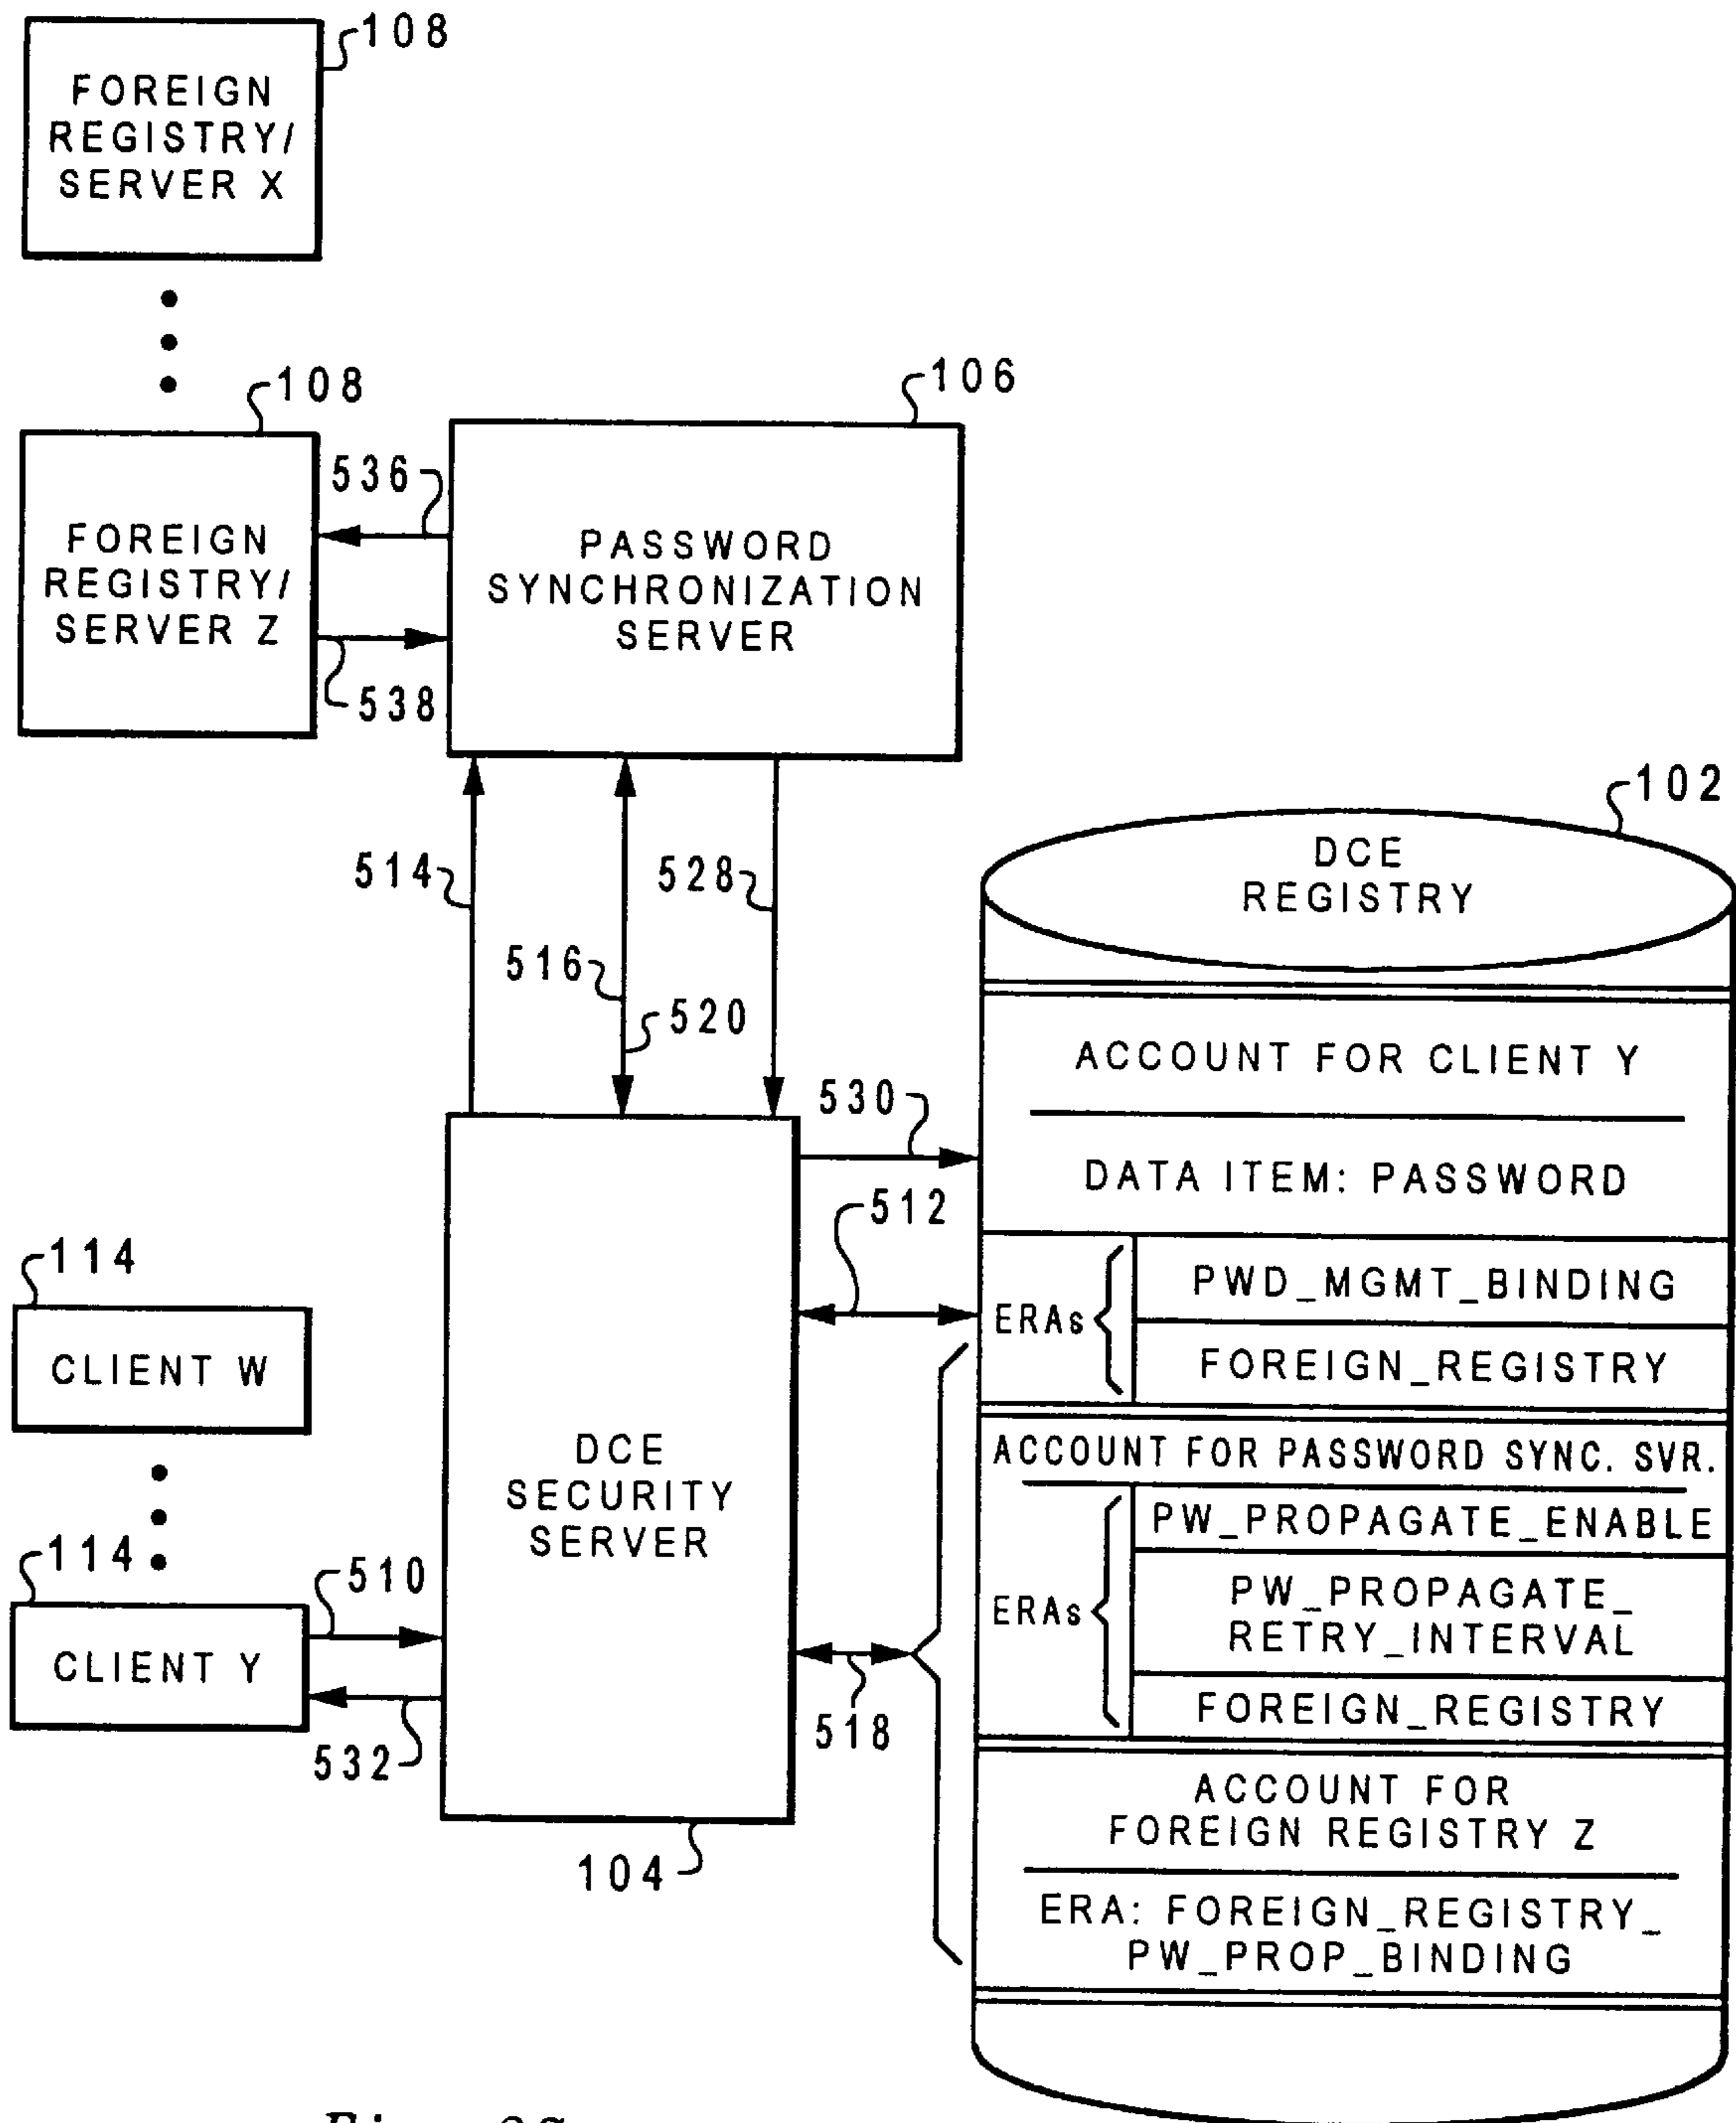 108
FOREIGN
REGISTRY/
SERVER X
108
106
536
FOREIGN
REGISTRY/
SERVER Z
PASSWORD
SYNCHRONIZATION
SERVER
538
102
DCE
REGISTRY
514
528
516
520
ACCOUNT FOR CLIENT Y
530
DATA ITEM: PASSWORD
512
114
ERAs
PWD_MGMT_BINDING
FOREIGN_REGISTRY
CLIENT W
DCE
SECURITY
SERVER
ACCOUNT FOR PASSWORD SYNC. SVR.
PW_PROPAGATE_ENABLE
114
510
ERAs
PW_PROPAGATE_
RETRY_INTERVAL
CLIENT Y
FOREIGN_REGISTRY
518
532
ACCOUNT FOR
FOREIGN REGISTRY Z
104
ERA: FOREIGN_REGISTRY_
PW_PROP_BINDING